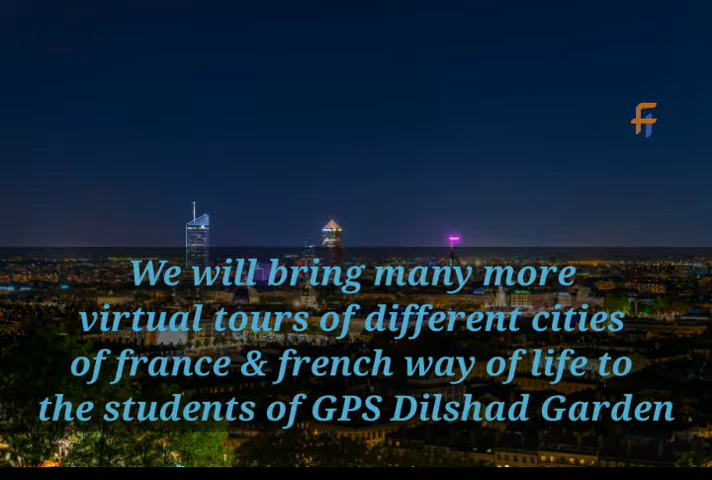 We will bring many more
virtual tours of different cities
of france & french way of life to
the students of GPS Dilshad Garden